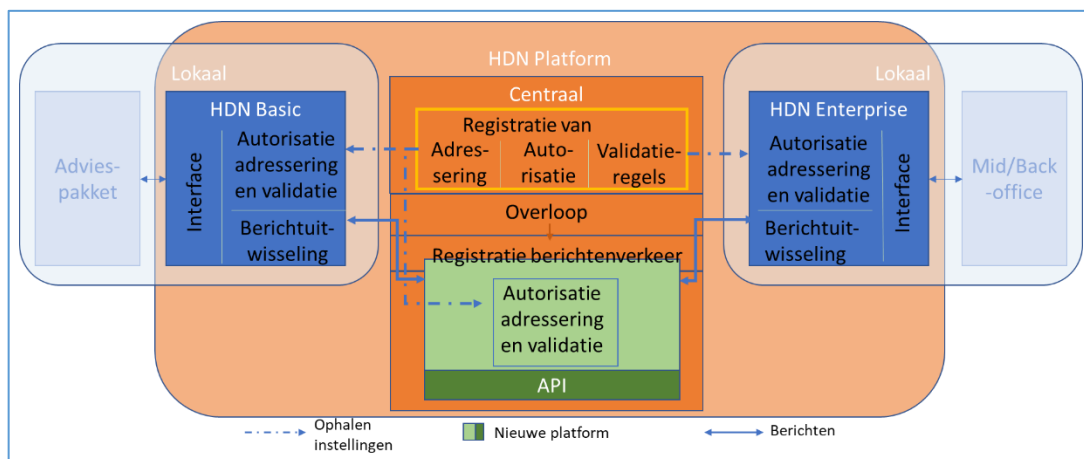 HDN Platform
Lokaal
Lokaal
Centraal
HDN Basic
HDN Enterprise
Registratie van
Adres-
sering
Auto-
risatie
Validatie-
regels
Advies-
pakket
Interface
Autorisatie
adressering
en validatie
Berichtuit-
wisseling
Autorisatie
adressering
en validatie
Berichtuit-
wisseling
Interface
Mid/Back
-office
Overloop
Registratie berichtenverkeer
Autorisatie
adressering
en validatie
API
Ophalen
instellingen
Nieuwe platform
Berichten